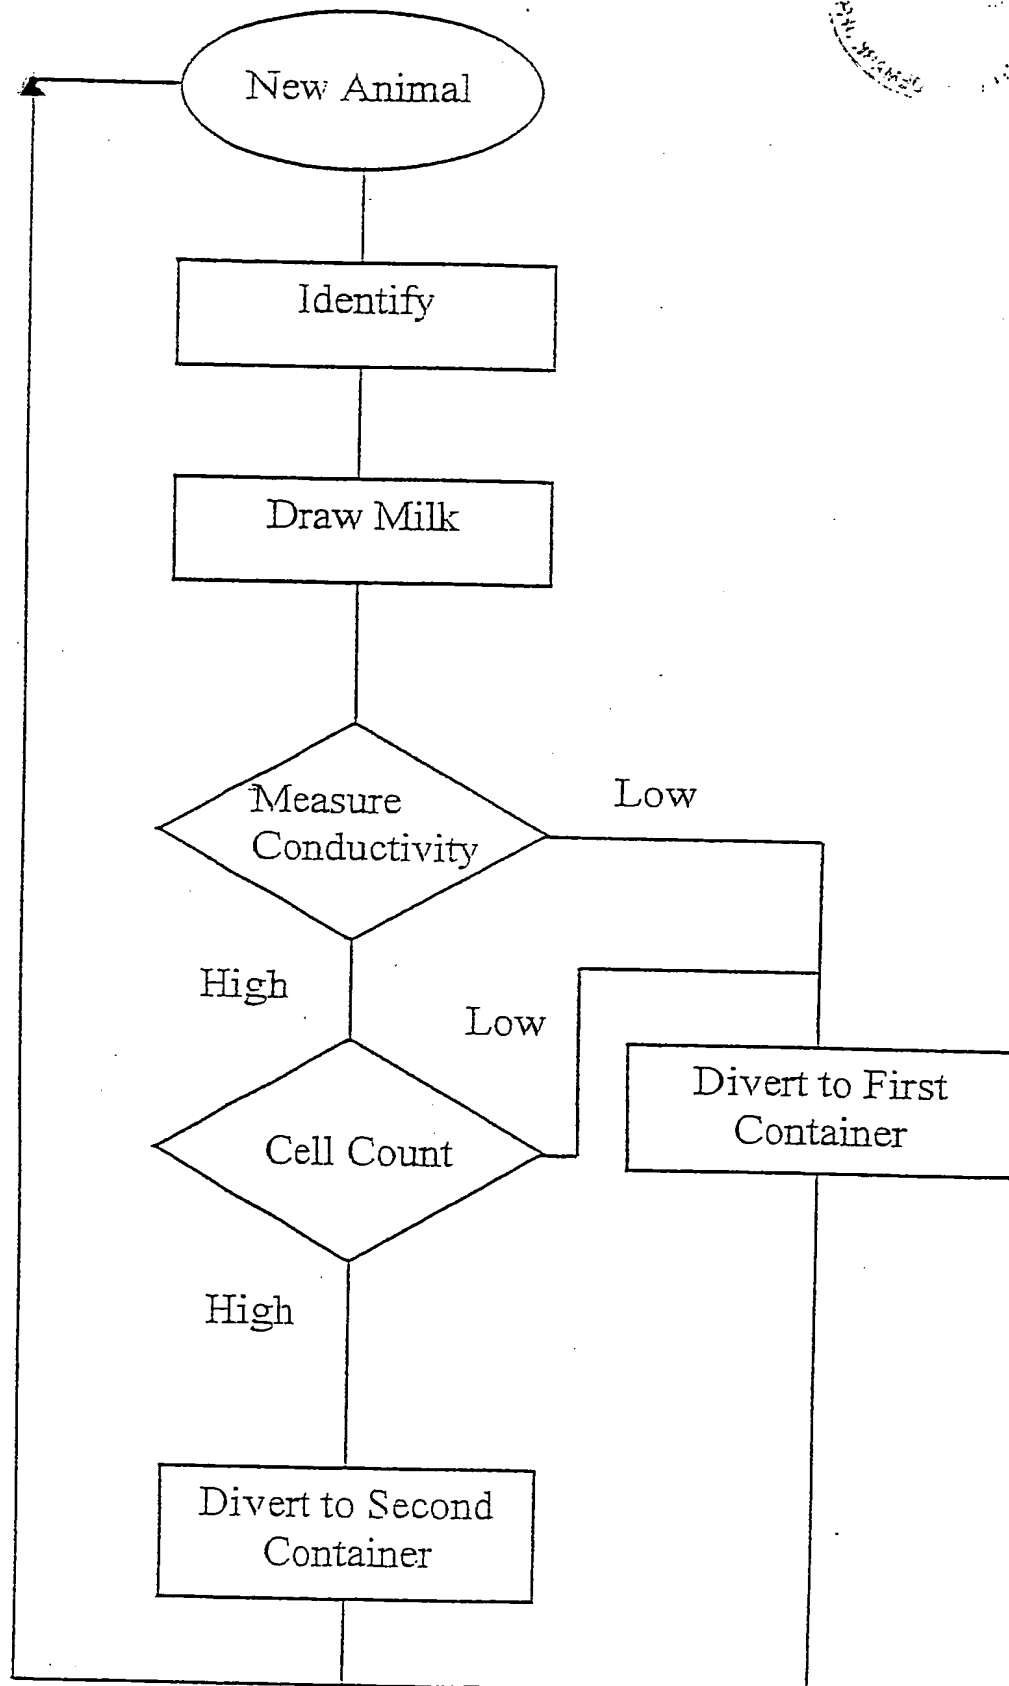 New Animal
Identify
Draw Milk
Measure
Conductivity
Low
High
Low
Divert to First
Container
Cell Count
High
Divert to Second
Container